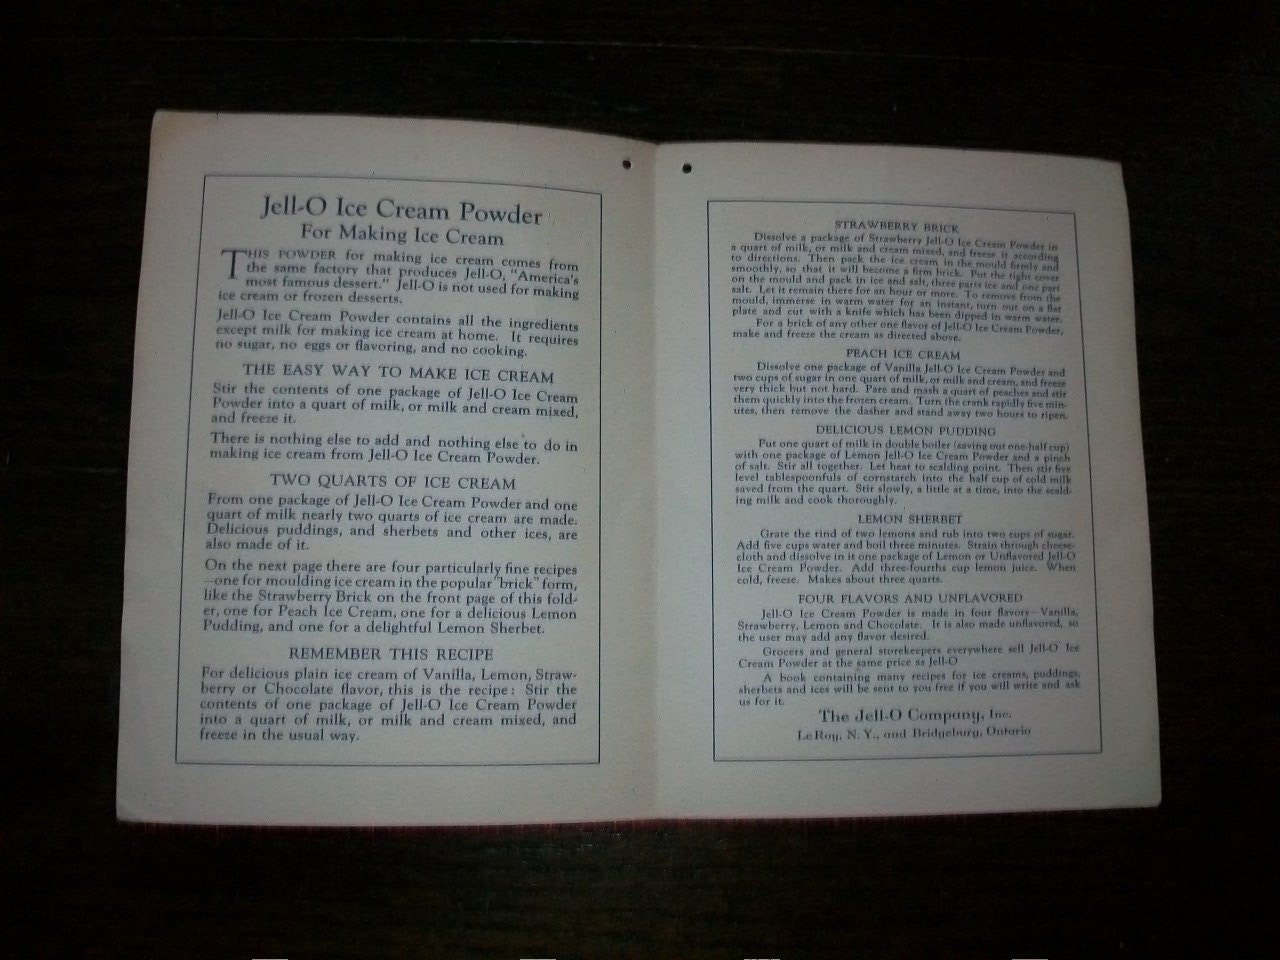 Jell-O Ice Cream Powder
For Making Ice Cream
THIS POWDER for making ice cream comes from
the same factory that produces Jell-O, "America's
most famous dessert." Jell-O is not used for making
ice cream or frozen desserts.
Jell-O Ice Cream Powder contains all the ingredients
except milk for making ice cream at home. It requires
no sugar, no eggs or flavoring, and no cooking.
THE EASY WAY TO MAKE ICE CREAM
Stir the contents of one package of Jell-O Ice Cream
Powder into a quart of milk, or milk and cream mixed,
and freeze it.
There is nothing else to add and nothing else to do in
making ice cream from Jell-O Ice Cream Powder.
TWO QUARTS OF ICE CREAM
From one package of Jell-O Ice Cream Powder and one
quart of milk nearly two quarts of ice cream are made.
Delicious puddings, and sherbets and other ices, are
also made of it.
On the next page there are four particularly fine recipes
—one for moulding ice cream in the popular "brick" form,
like the Strawberry Brick on the front page of this fold-
er, one for Peach Ice Cream, one for a delicious Lemon
Pudding, and one for a delightful Lemon Sherbet.
REMEMBER THIS RECIPE
For delicious plain ice cream of Vanilla, Lemon, Straw-
berry or Chocolate flavor, this is the recipe: Stir the
contents of one package of Jell-O Ice Cream Powder
into a quart of milk, or milk and cream mixed, and
freeze in the usual way.
STRAWBERRY BRICK
Dissolve a package of Strawberry Jell-O Ice Cream Powder in
a quart of milk, or milk and cream mixed, and freeze it according
to directions. Then pack the ice cream in the mould firmly and
smoothly, so that it will become a firm brick. Put the tight cover
on the mould and pack in ice and salt, three parts ice and one part
salt. Let it remain there for an hour or more. To remove from the
mould, immerse in warm water for an instant, turn out on a flat
plate and cut with a knife which has been dipped in warm water.
For a brick of any other one flavor of Jell-O Ice Cream Powder,
make and freeze the cream as directed above.
PEACH ICE CREAM
Dissolve one package of Vanilla Jell-O Ice Cream Powder and
two cups of sugar in one quart of milk, or milk and cream, and freeze
very thick but not hard. Pare and mash a quart of peaches and stir
them quickly into the frozen cream. Turn the crank rapidly five min-
utes, then remove the dasher and stand away two hours to ripen.
DELICIOUS LEMON PUDDING
Put one quart of milk in double boiler (saving out one-half cup)
with one package of Lemon Jell-O Ice Cream Powder and a pinch
of salt. Stir all together. Let heat to scalding point. Then stir five
level tablespoonfuls of cornstarch into the half cup of cold milk
saved from the quart. Stir slowly, a little at a time, into the scald-
ing milk and cook thoroughly.
LEMON SHERBET
Grate the rind of two lemons and rub into two cups of sugar.
Add five cups water and boil three minutes. Strain through cheese-
cloth and dissolve in it one package of Lemon or Unflavored Jell-O
Ice Cream Powder. Add three-fourths cup lemon juice. When
cold, freeze. Makes about three quarts.
FOUR FLAVORS AND UNFLAVORED
Jell-O Ice Cream Powder is made in four flavors—Vanilla,
Strawberry, Lemon and Chocolate. It is also made unflavored, so
the user may add any flavor desired.
Grocers and general storekeepers everywhere sell Jell-O Ice
Cream Powder at the same price as Jell-O
A book containing many recipes for ice creams, puddings,
sherbets and ices will be sent to you free if you will write and ask
us for it.
The Jell-O Company, Inc.
LeRoy, N. Y., and Bridgeburg, Ontario